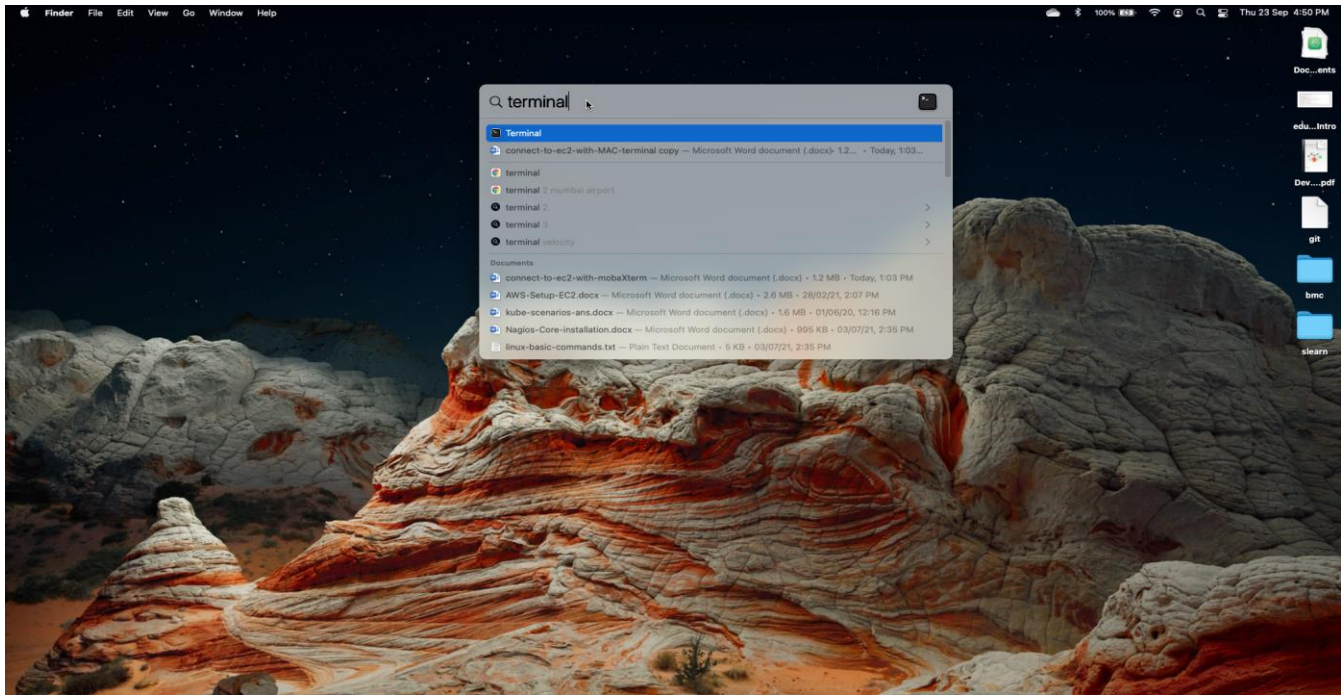 Finder File Edit View Go Window Help
100% Thu 23 Sep 4:50 PM
terminal
Terminal
connect-to-ec2-with-MAC-terminal copy — Microsoft Word document (.docx)- 1.2... - Today, 1:03...
terminal
terminal 2 mumbai airport
terminal 2
terminal 3
terminal velocity
Documents
connect-to-ec2-with-mobaXterm — Microsoft Word document (.docx) - 1.2 MB - Today, 1:03 PM
AWS-Setup-EC2.docx — Microsoft Word document (.docx) - 2.6 MB - 28/02/21, 2:07 PM
kube-scenarios-ans.docx — Microsoft Word document (.docx) - 1.6 MB - 01/06/20, 12:16 PM
Nagios-Core-installation.docx — Microsoft Word document (.docx) - 995 KB - 03/07/21, 2:35 PM
linux-basic-commands.txt — Plain Text Document - 6 KB - 03/07/21, 2:35 PM
Doc...ents
edu...Intro
Dev....pdf
git
bmc
slearn